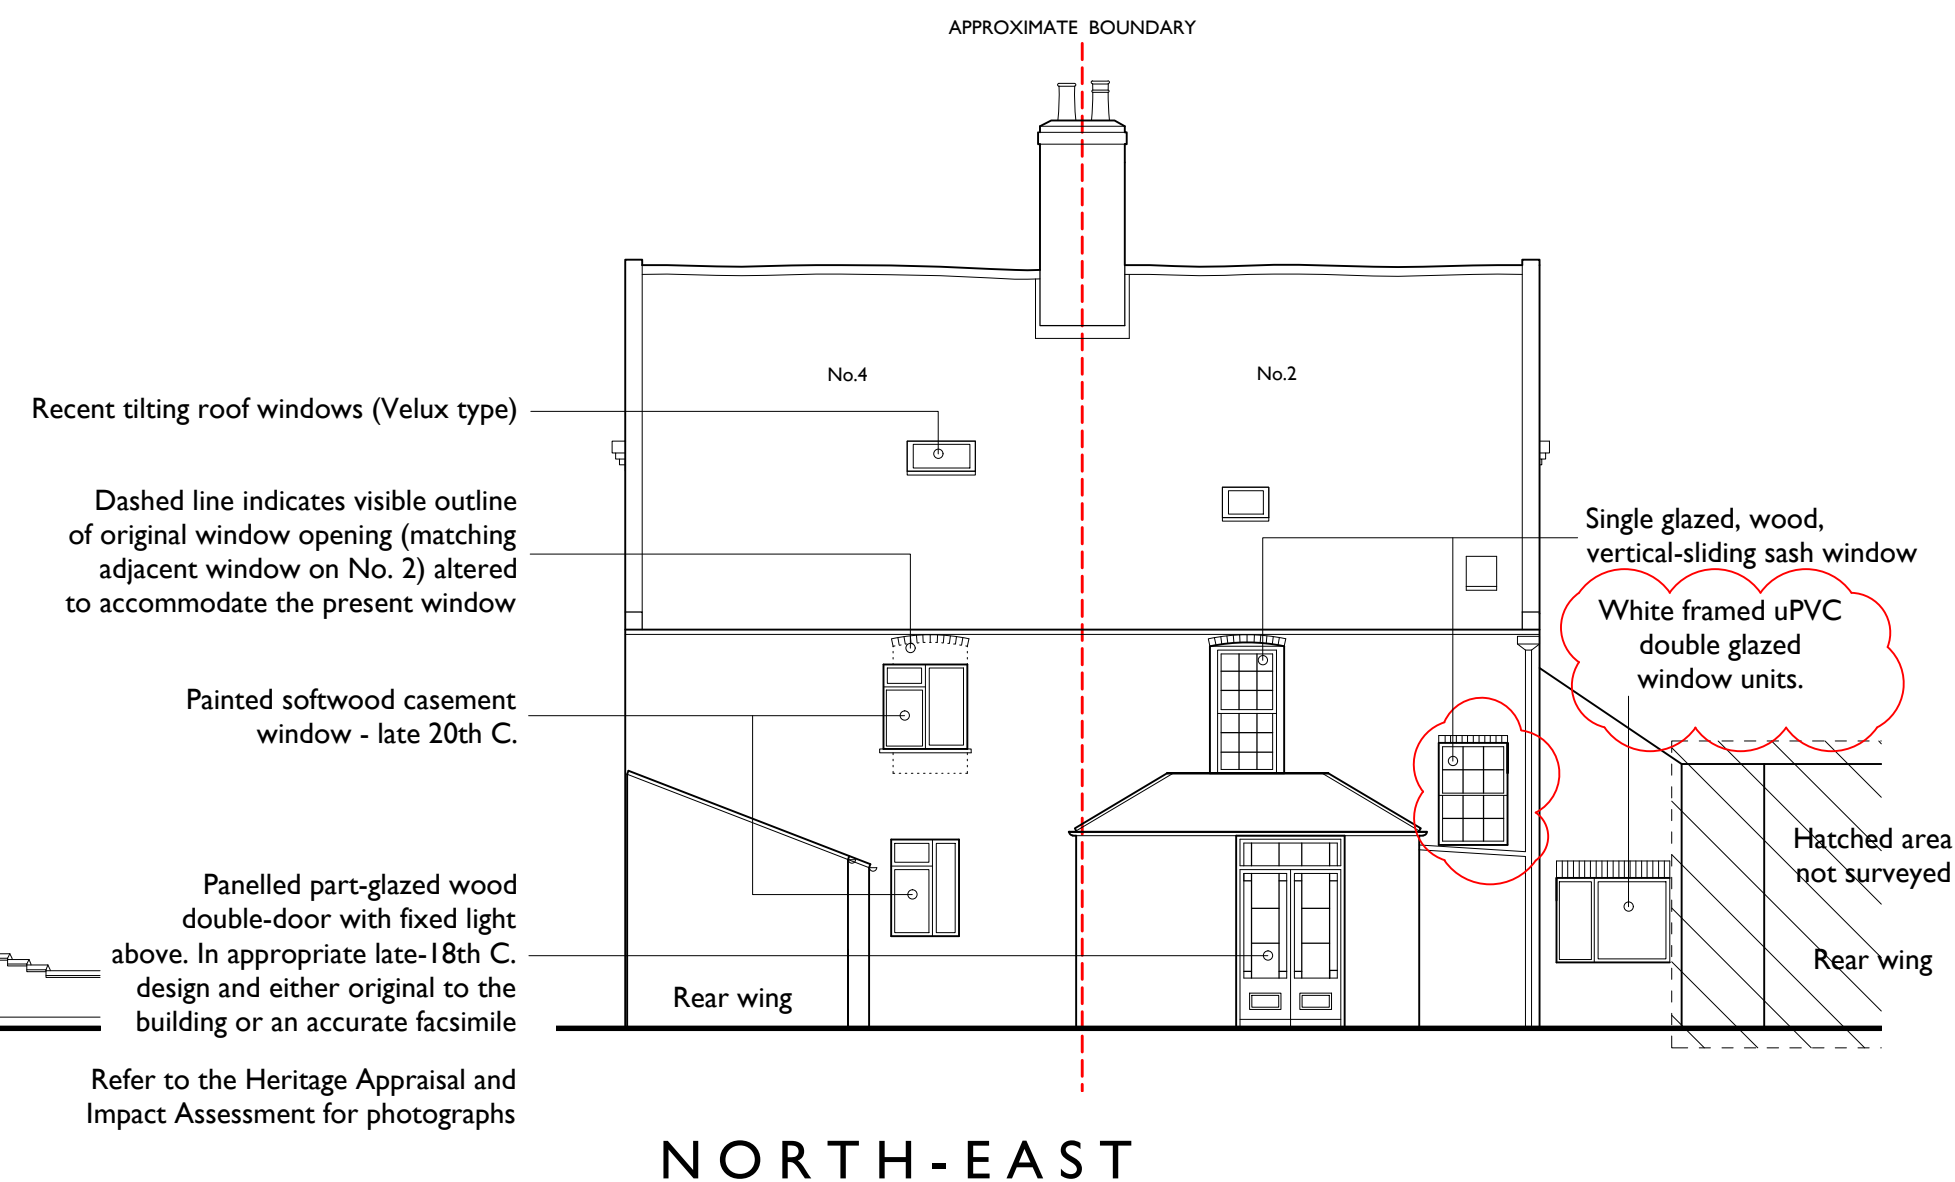 APPROXIMATE BOUNDARY
No.4
No.2
Recent tilting roof windows (Velux type)
Dashed line indicates visible outline
of original window opening (matching
adjacent window on No. 2) altered
to accommodate the present window
Single glazed, wood,
vertical-sliding sash window
White framed uPVC
double glazed
window units.
Painted softwood casement
window - late 20th C.
Hatched area
not surveyed
Panelled part-glazed wood
double-door with fixed light
above. In appropriate late-18th C.
design and either original to the
building or an accurate facsimile
Rear wing
Rear wing
Refer to the Heritage Appraisal and
Impact Assessment for photographs
NORTH-EAST